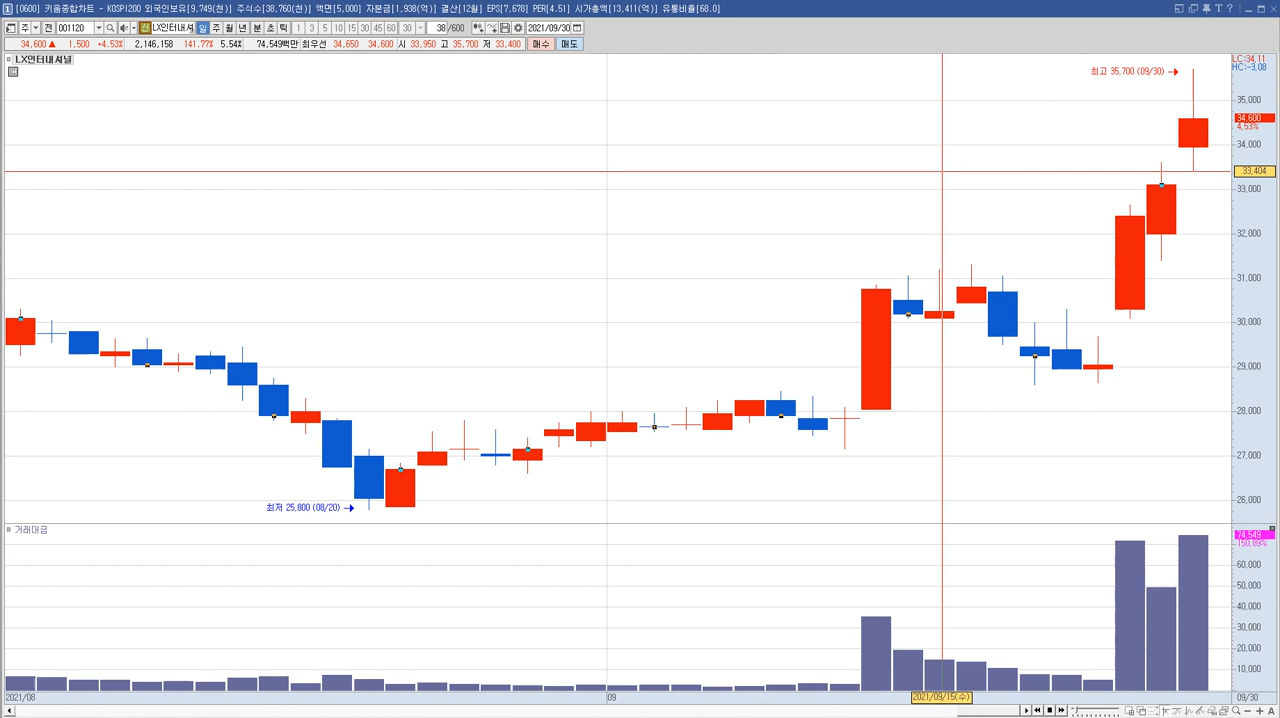 [0600] 키움종합차트 - KOSPI200 외국인보유[9,749(천)] 주식수[38,760(천)] 액면[5,000] 자본금[1,938(억)] 결산[12월] EPS[7,678] PER[4.51] 시가총액[13,411(억)] 유동비율[68.0]
주 전 001120 신 LX인터내셔 일 주 월 년 분 초 틱 1 3 5 10 15 30 45 60 30 38 /600 2021/09/30
34,600 ▲ 1,500 +4.53% 2,146,158 141.77% 5.54% 74,549백만 최우선 34,650 34,600 시 33,950 고 35,700 저 33,400 매수 매도
LX인터내셔널
LC:34.11
HC:-3.08
최고 35,700 (09/30) →
35,000
34,600
4.53%
34,000
33,404
33,000
32,000
31,000
30,000
29,000
28,000
27,000
26,000
최저 25,800 (08/20) →
거래대금
74,549
150.89%
60,000
50,000
40,000
30,000
20,000
10,000
2021/08 09 2021/09/15(수) 09/30